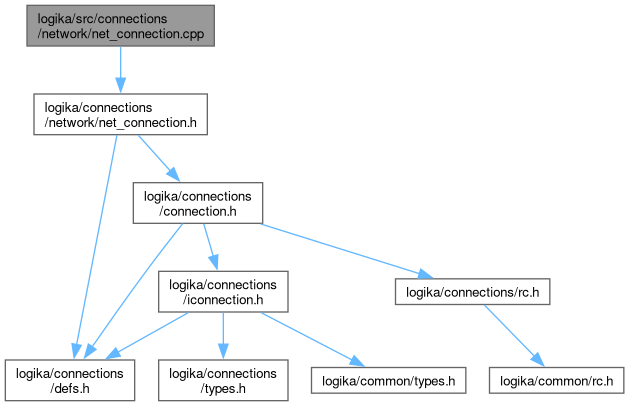 logika/src/connections
/network/net_connection.cpp
logika/connections
/network/net_connection.h
logika/connections
/connection.h
logika/connections
/iconnection.h
logika/connections/rc.h
logika/connections
/defs.h
logika/connections
/types.h
logika/common/types.h
logika/common/rc.h